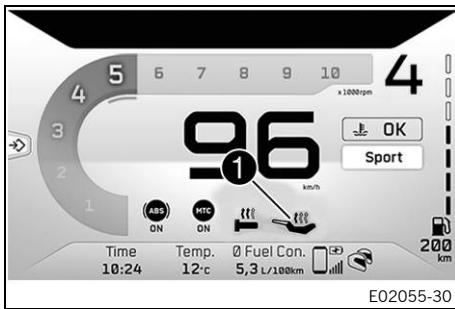 1 2 3 4 5 6 7 8 9 10
x1000rpm
4
96
km/h
OK
Sport
1
ABS
ON
MTC
ON
200
km
Time
10:24
Temp.
12°C
Ø Fuel Con.
5,3 L/100km
E02055-30